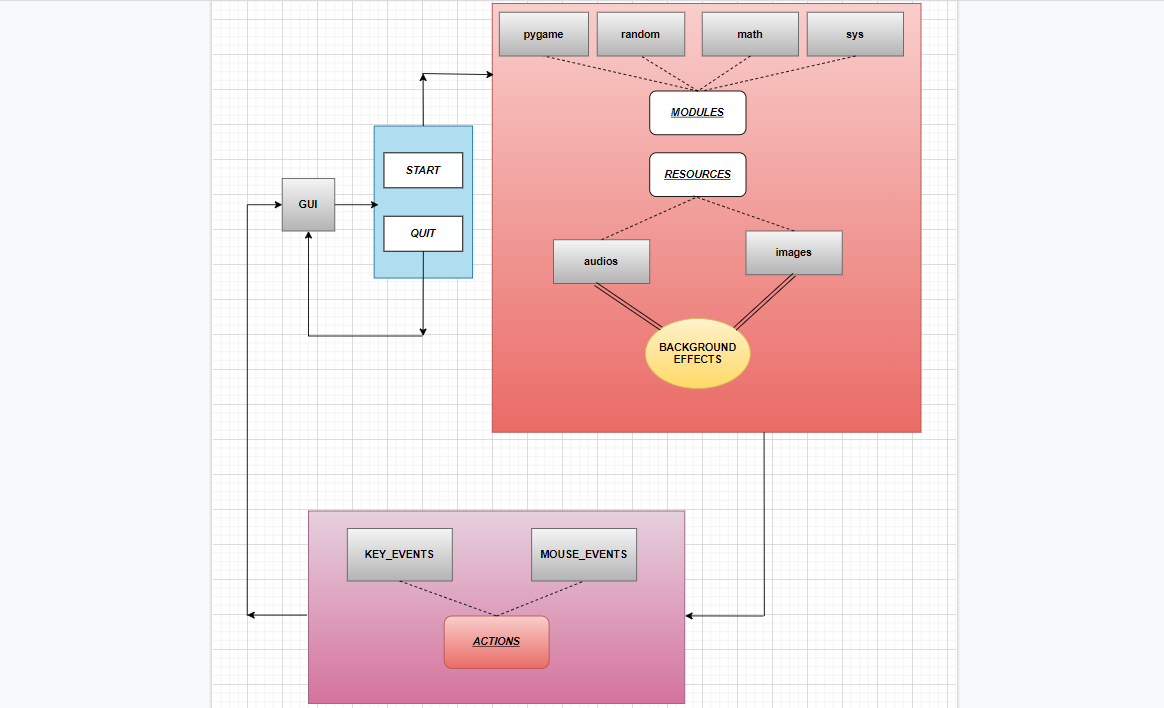 pygame
random
math
sys
MODULES
RESOURCES
START
GUI
QUIT
audios
images
BACKGROUND
EFFECTS
KEY_EVENTS
MOUSE_EVENTS
ACTIONS